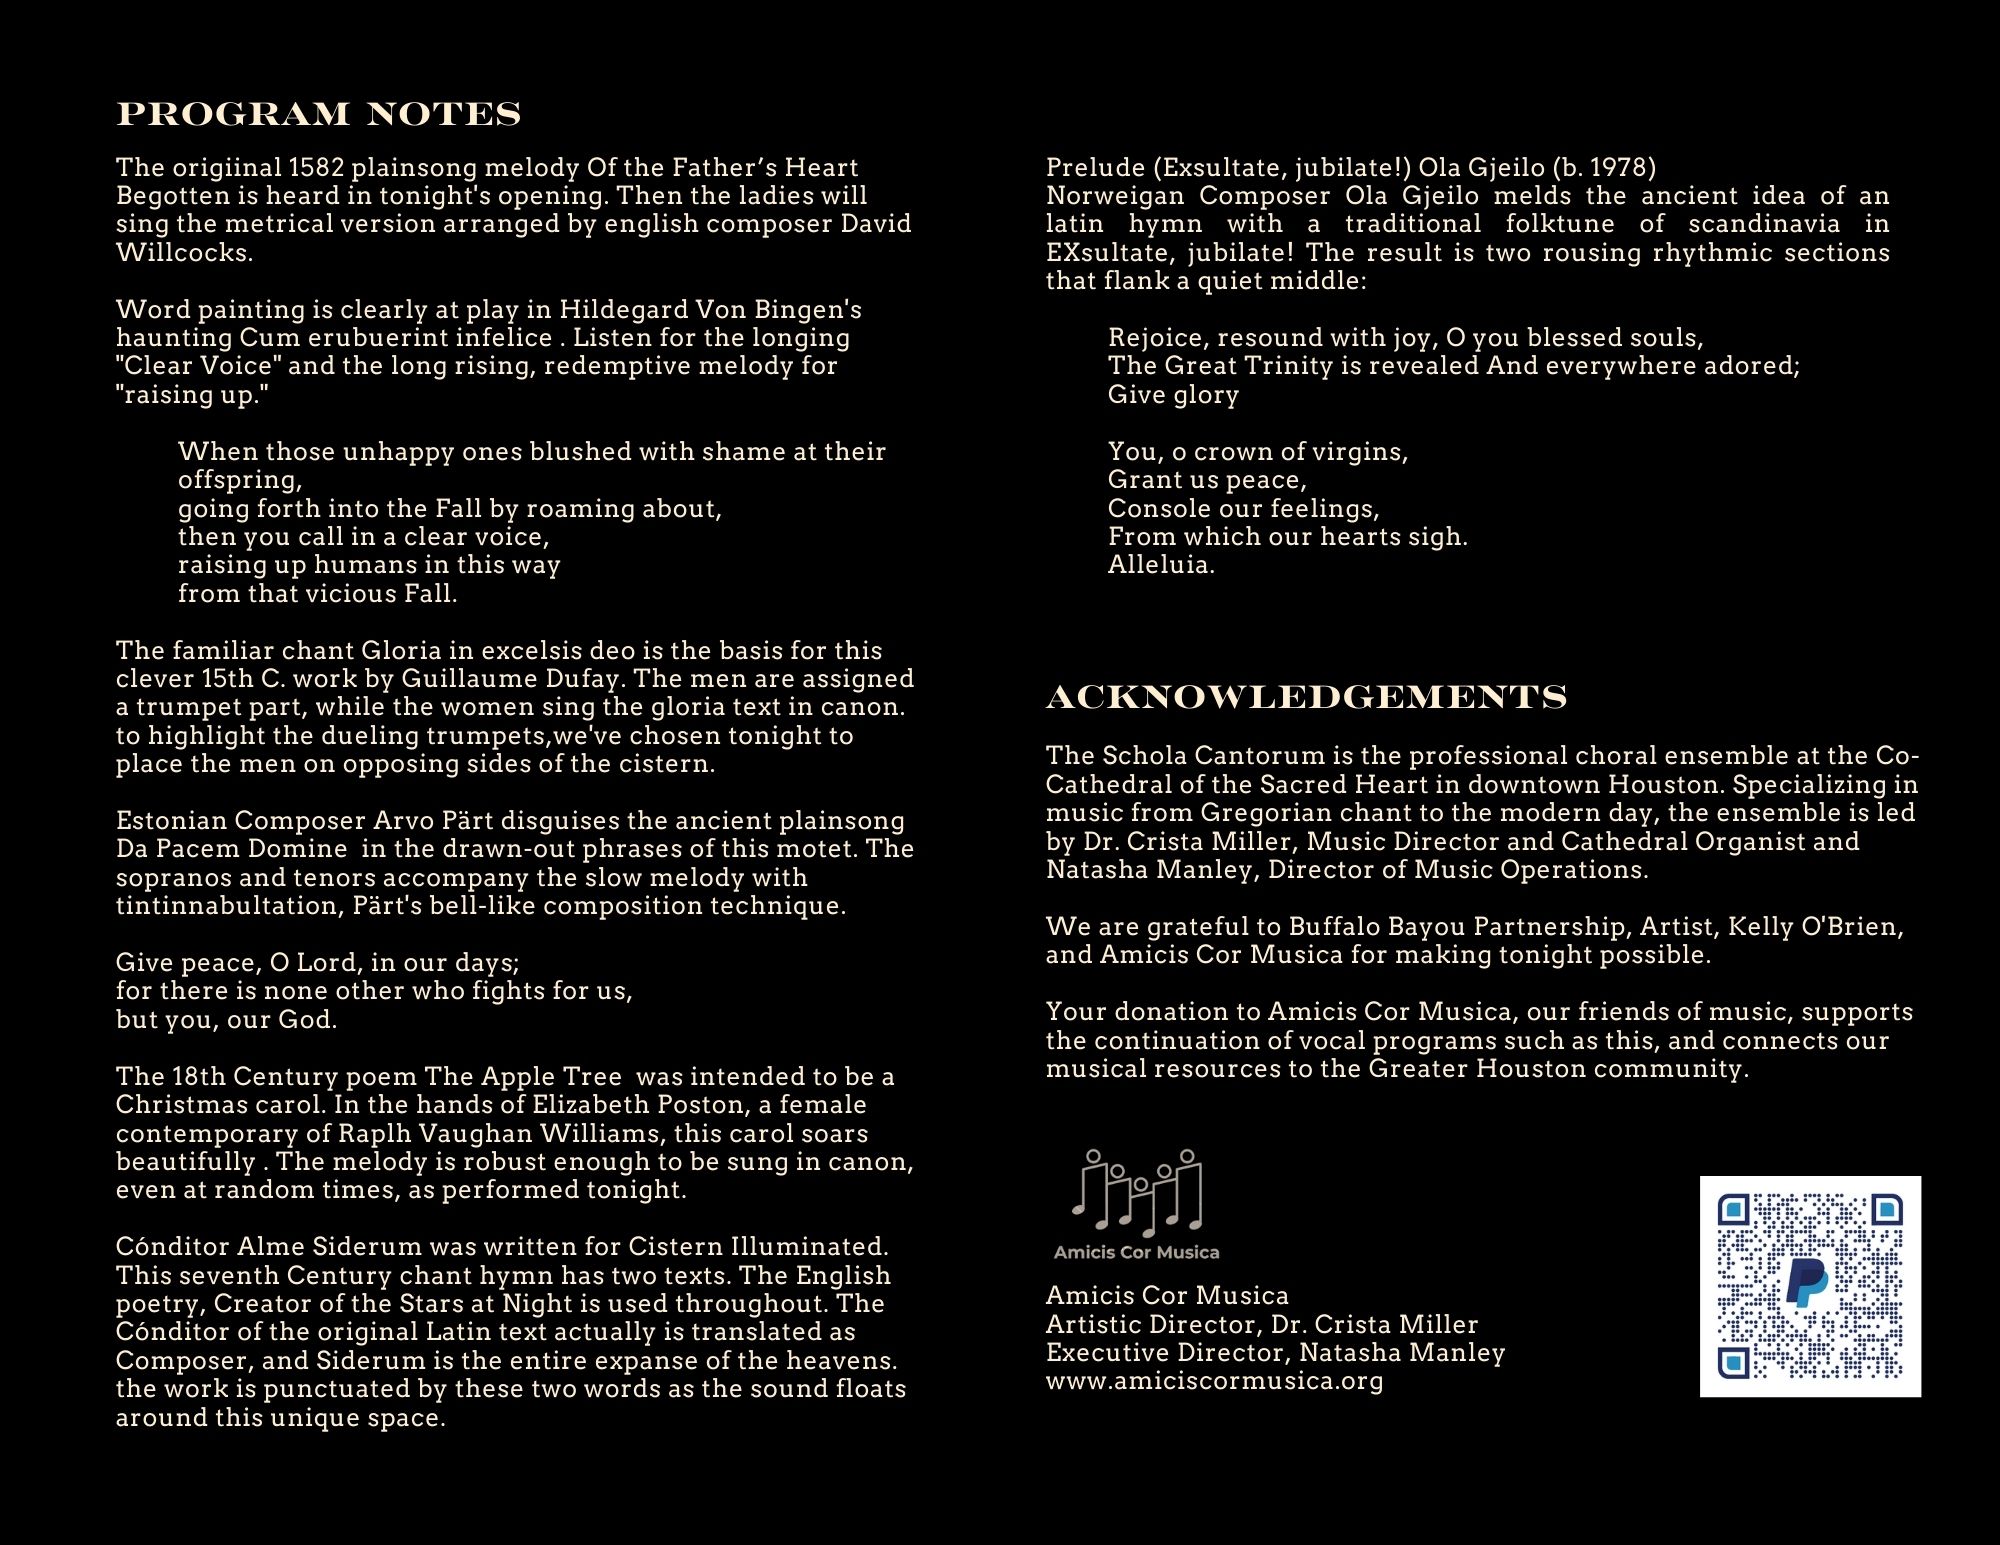 PROGRAM NOTES
The origiinal 1582 plainsong melody Of the Father’s Heart
Begotten is heard in tonight's opening. Then the ladies will
sing the metrical version arranged by english composer David
Willcocks.
Word painting is clearly at play in Hildegard Von Bingen's
haunting Cum erubuerint infelice . Listen for the longing
"Clear Voice" and the long rising, redemptive melody for
"raising up."
When those unhappy ones blushed with shame at their
offspring,
going forth into the Fall by roaming about,
then you call in a clear voice,
raising up humans in this way
from that vicious Fall.
The familiar chant Gloria in excelsis deo is the basis for this
clever 15th C. work by Guillaume Dufay. The men are assigned
a trumpet part, while the women sing the gloria text in canon.
to highlight the dueling trumpets,we've chosen tonight to
place the men on opposing sides of the cistern.
Estonian Composer Arvo Pärt disguises the ancient plainsong
Da Pacem Domine  in the drawn-out phrases of this motet. The
sopranos and tenors accompany the slow melody with
tintinnabultation, Pärt's bell-like composition technique.
Give peace, O Lord, in our days;
for there is none other who fights for us,
but you, our God.
The 18th Century poem The Apple Tree  was intended to be a
Christmas carol. In the hands of Elizabeth Poston, a female
contemporary of Raplh Vaughan Williams, this carol soars
beautifully . The melody is robust enough to be sung in canon,
even at random times, as performed tonight.
Cónditor Alme Siderum was written for Cistern Illuminated.
This seventh Century chant hymn has two texts. The English
poetry, Creator of the Stars at Night is used throughout. The
Cónditor of the original Latin text actually is translated as
Composer, and Siderum is the entire expanse of the heavens.
the work is punctuated by these two words as the sound floats
around this unique space.
Prelude (Exsultate, jubilate!) Ola Gjeilo (b. 1978)
Norweigan Composer Ola Gjeilo melds the ancient idea of an
latin hymn with a traditional folktune of scandinavia in
EXsultate, jubilate! The result is two rousing rhythmic sections
that flank a quiet middle:
Rejoice, resound with joy, O you blessed souls,
The Great Trinity is revealed And everywhere adored;
Give glory
You, o crown of virgins,
Grant us peace,
Console our feelings,
From which our hearts sigh.
Alleluia.
ACKNOWLEDGEMENTS
The Schola Cantorum is the professional choral ensemble at the Co-
Cathedral of the Sacred Heart in downtown Houston. Specializing in
music from Gregorian chant to the modern day, the ensemble is led
by Dr. Crista Miller, Music Director and Cathedral Organist and
Natasha Manley, Director of Music Operations.
We are grateful to Buffalo Bayou Partnership, Artist, Kelly O'Brien,
and Amicis Cor Musica for making tonight possible.
Your donation to Amicis Cor Musica, our friends of music, supports
the continuation of vocal programs such as this, and connects our
musical resources to the Greater Houston community.
Amicis Cor Musica
Amicis Cor Musica
Artistic Director, Dr. Crista Miller
Executive Director, Natasha Manley
www.amiciscormusica.org